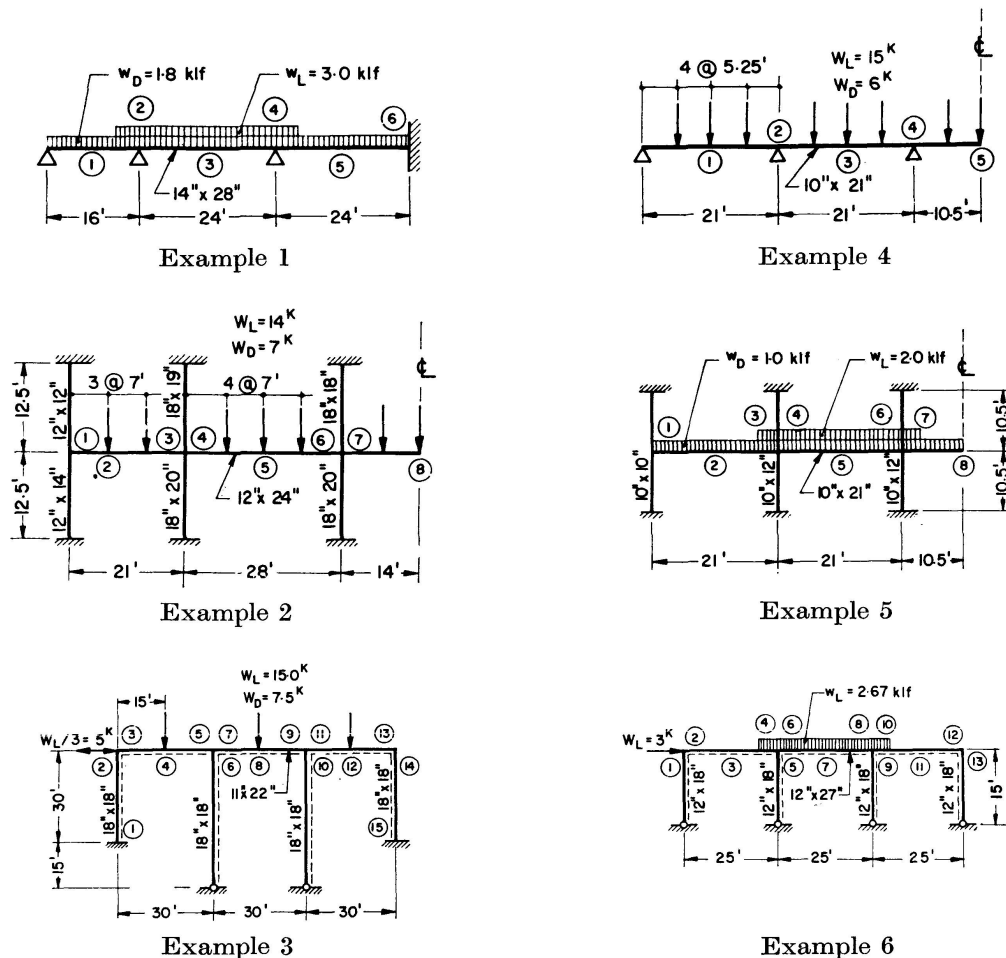 w_D = 1·8 klf
w_L = 3·0 klf
② ④ ⑥
① ③ ⑤
14" x 28"
16' 24' 24'
Example 1
4 @ 5·25'
W_L = 15^K
W_D = 6^K
℄
② ④
① ③ ⑤
10" x 21"
21' 21' 10·5'
Example 4
W_L = 14^K
W_D = 7^K
℄
3 @ 7' 4 @ 7'
12·5' 12" x 12" 18" x 19" 18" x 18"
① ③ ④ ⑥ ⑦
② ⑤ ⑧
12·5' 12" x 14" 18" x 20" 12" x 24" 18" x 20"
21' 28' 14'
Example 2
w_D = 1·0 klf
w_L = 2·0 klf
℄
① ③ ④ ⑥ ⑦
10·5'
② ⑤ ⑧
10" x 10" 10" x 12" 10" x 21" 10" x 12" 10·5'
21' 21' 10·5'
Example 5
W_L = 15·0^K
W_D = 7·5^K
15'
W_L/3 = 5^K
③ ⑤ ⑦ ⑨ ⑪ ⑬
② ④ ⑥ ⑧ ⑩ ⑫ ⑭
11" x 22"
30' 18" x 18" 18" x 18" 18" x 18" 18" x 18"
① ⑮
15'
30' 30' 30'
Example 3
w_L = 2·67 klf
W_L = 3^K
② ④ ⑥ ⑧ ⑩ ⑫
① ③ ⑤ ⑦ ⑨ ⑪ ⑬
12" x 18" 12" x 18" 12" x 27" 12" x 18" 12" x 18" 15'
25' 25' 25'
Example 6